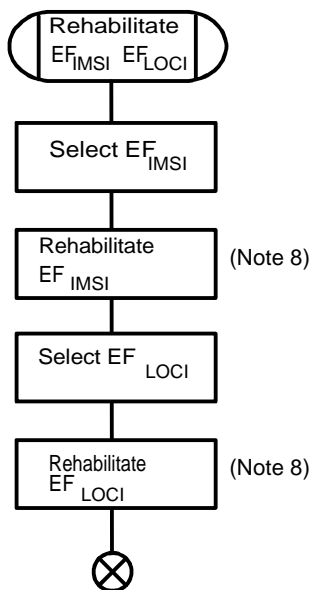 Rehabilitate
EF IMSI EF LOCI
Select EF IMSI
Rehabilitate
EF IMSI
(Note 8)
Select EF LOCI
Rehabilitate
EF LOCI
(Note 8)